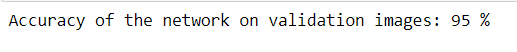 Accuracy of the network on validation images: 95 %